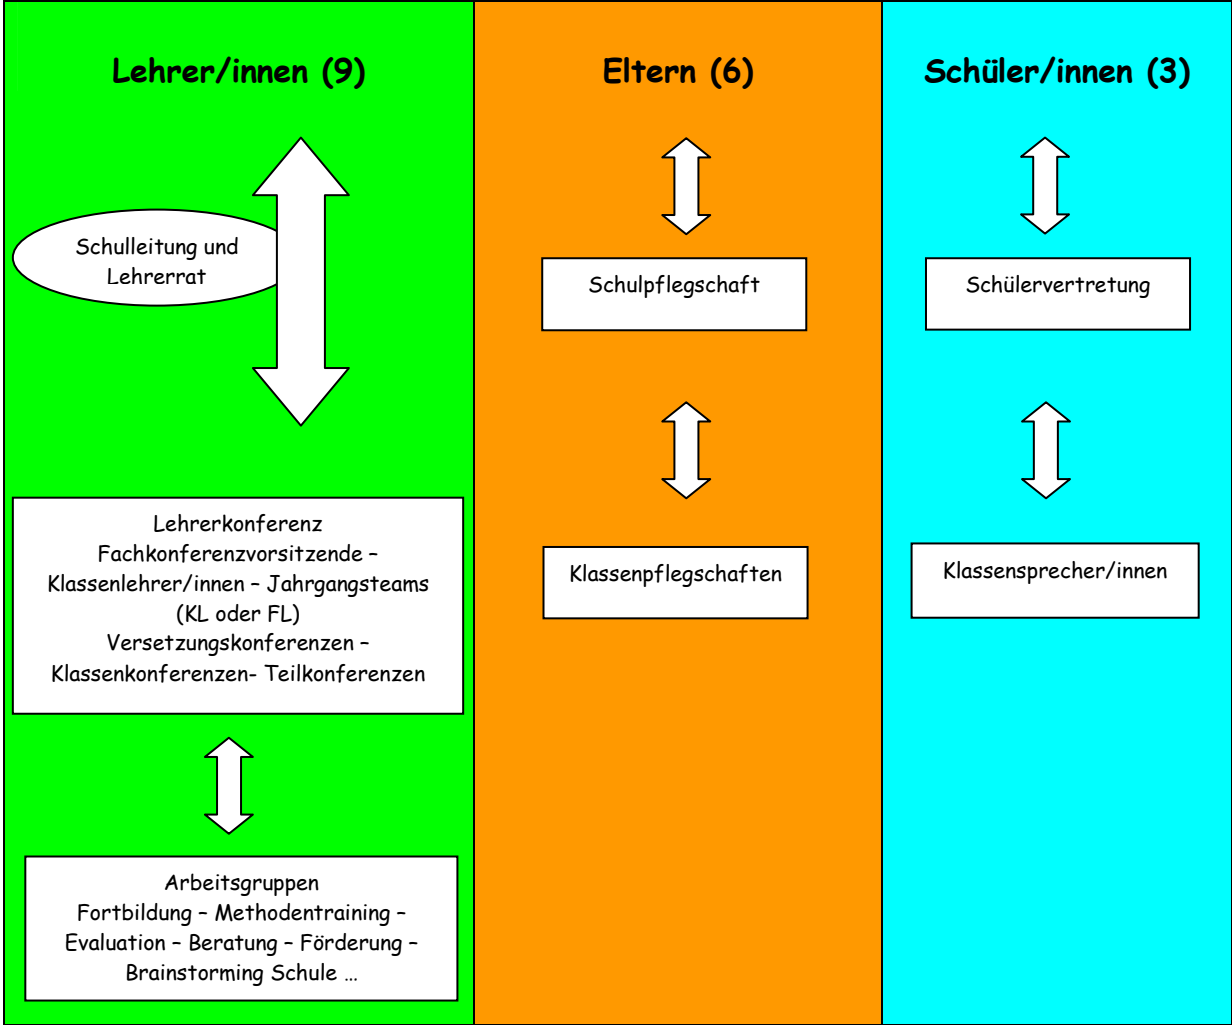 Lehrer/innen (9)
Schulleitung und
Lehrerrat
Lehrerkonferenz
Fachkonferenzvorsitzende –
Klassenlehrer/innen – Jahrgangsteams
(KL oder FL)
Versetzungskonferenzen –
Klassenkonferenzen- Teilkonferenzen
Arbeitsgruppen
Fortbildung – Methodentraining –
Evaluation – Beratung – Förderung –
Brainstorming Schule …
Eltern (6)
Schulpflegschaft
Klassenpflegschaften
Schüler/innen (3)
Schülervertretung
Klassensprecher/innen